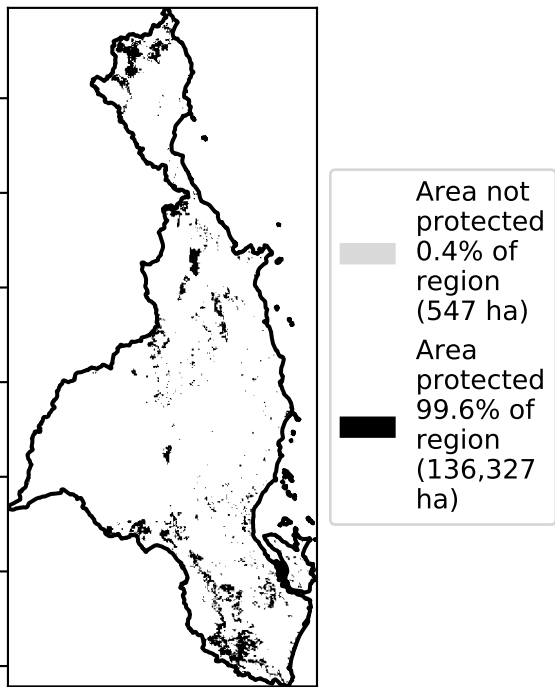 Area not
protected
0.4% of
region
(547 ha)
Area
protected
99.6% of
region
(136,327
ha)